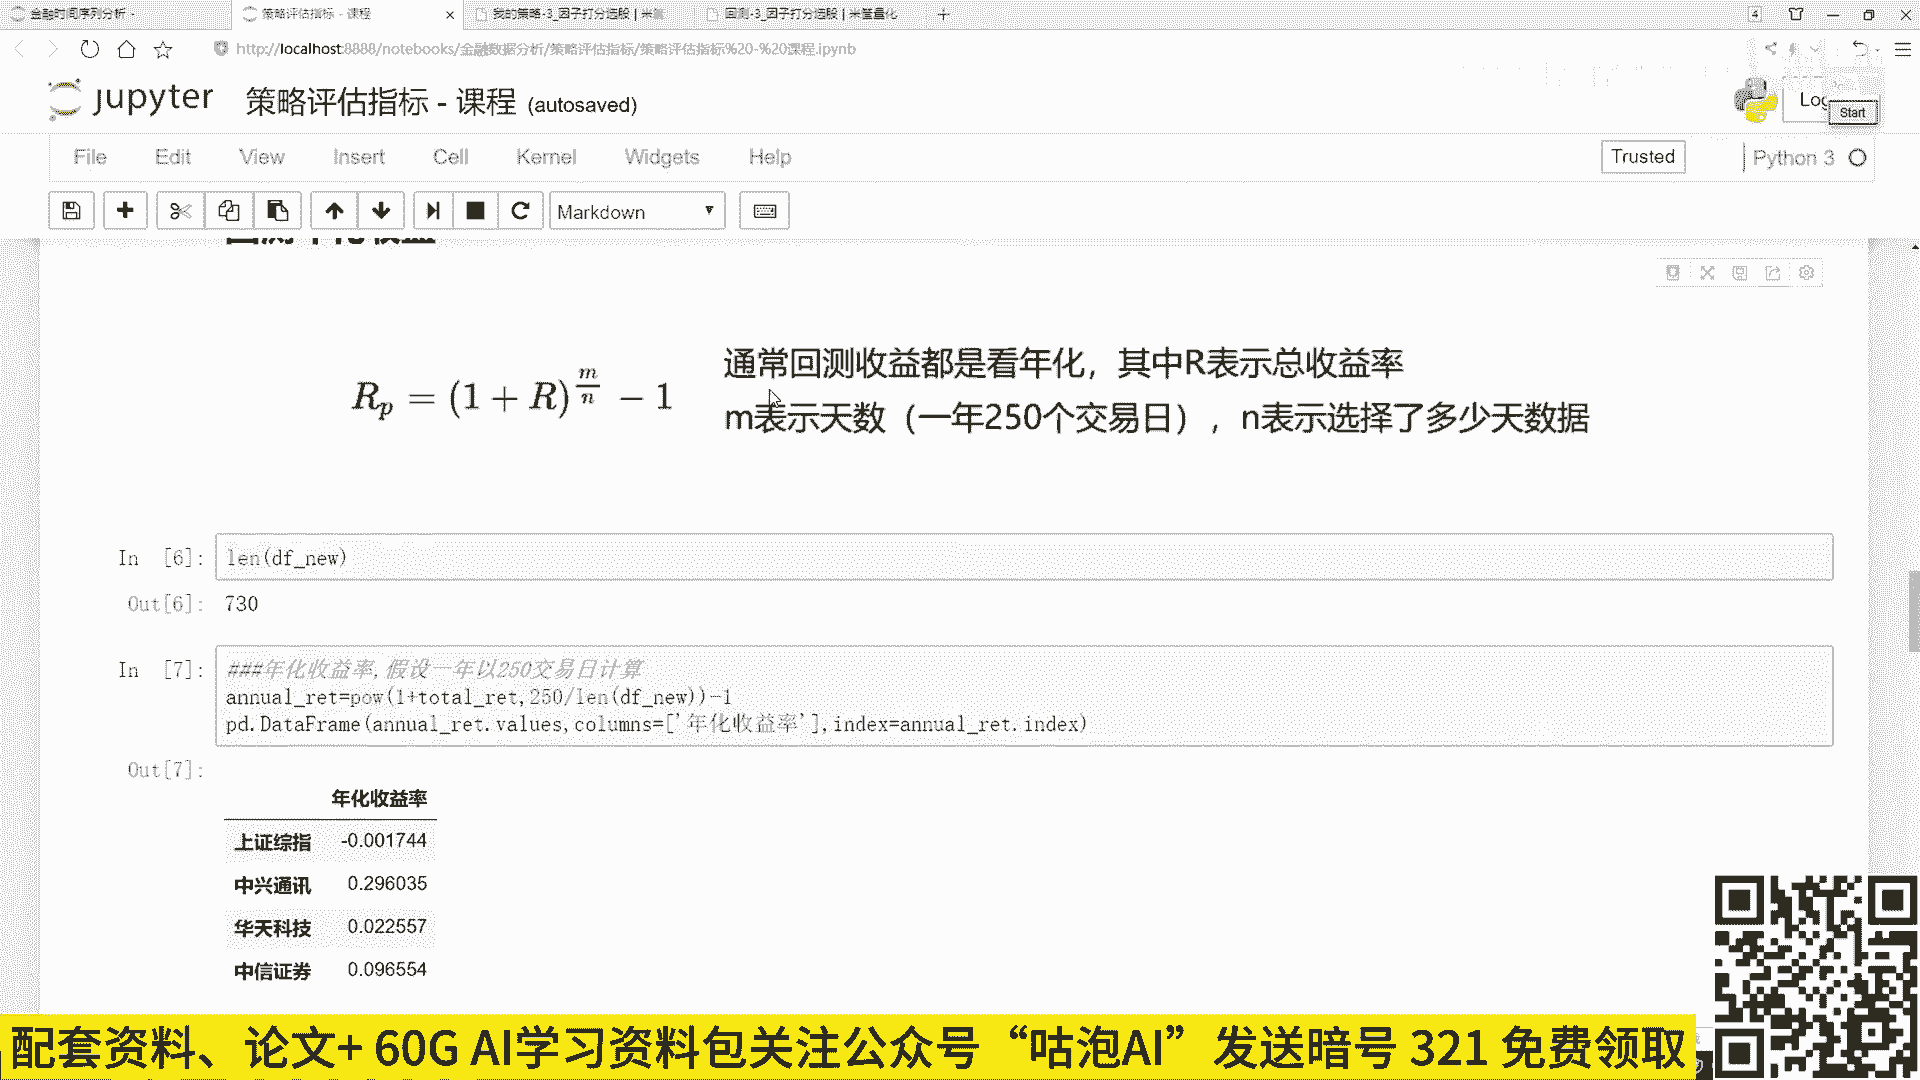 金融时间序列分析 -
策略评估指标 - 课程
我的策略-3_因子打分选股 | 米筐
回测-3_因子打分选股 | 米筐量化
4
http://localhost:8888/notebooks/金融数据分析/策略评估指标/策略评估指标%20-%20课程.ipynb
jupyter 策略评估指标 - 课程 (autosaved)
Start
File Edit View Insert Cell Kernel Widgets Help
Trusted
Python 3
Markdown
R_p = (1 + R)^{m/n} − 1
通常回测收益都是看年化，其中R表示总收益率
m表示天数（一年250个交易日），n表示选择了多少天数据
In [6]: len(df_new)
Out[6]: 730
In [7]: ###年化收益率,假设一年以250交易日计算
annual_ret=pow(1+total_ret,250/len(df_new))-1
pd.DataFrame(annual_ret.values,columns=['年化收益率'],index=annual_ret.index)
Out[7]:
年化收益率
上证综指 -0.001744
中兴通讯 0.296035
华天科技 0.022557
中信证券 0.096554
配套资料、论文+ 60G AI学习资料包关注公众号“咕泡AI”发送暗号 321 免费领取